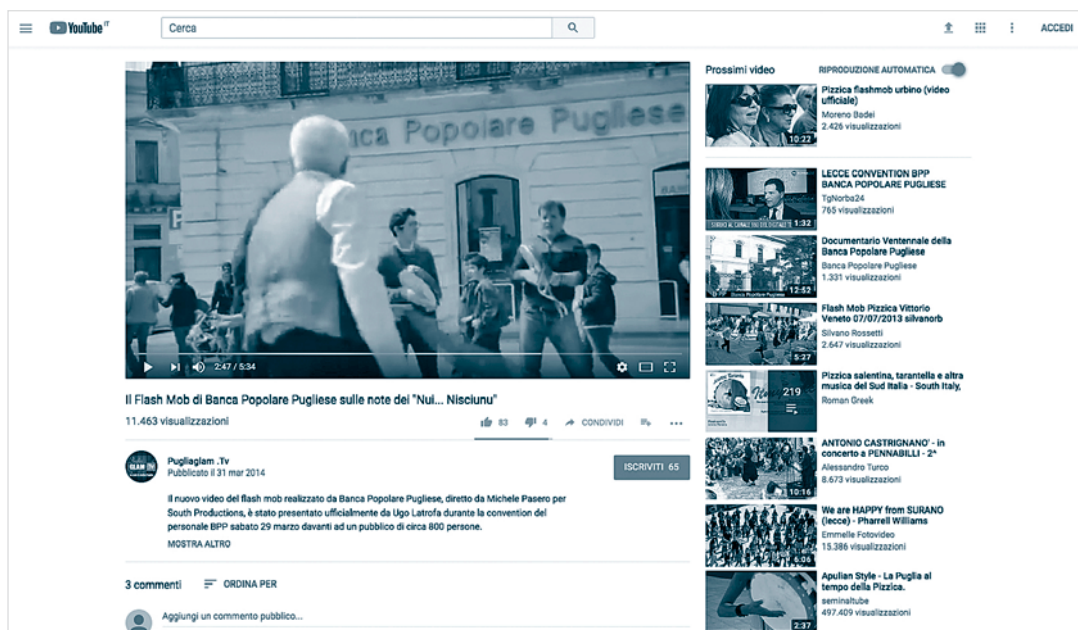 YouTube IT
Cerca
ACCEDI
Banca Popolare Pugliese
BAN
P
2:47 / 5:34
Il Flash Mob di Banca Popolare Pugliese sulle note dei "Nui... Nisciunu"
11.463 visualizzazioni
83 4 CONDIVIDI
GLAM TV
Pugliaglam .Tv
Pubblicato il 31 mar 2014
ISCRIVITI 65
Il nuovo video del flash mob realizzato da Banca Popolare Pugliese, diretto da Michele Pasero per
South Productions, è stato presentato ufficialmente da Ugo Latrofa durante la convention del
personale BPP sabato 29 marzo davanti ad un pubblico di circa 800 persone.
MOSTRA ALTRO
3 commenti ORDINA PER
Aggiungi un commento pubblico...
Prossimi video RIPRODUZIONE AUTOMATICA
10:22
Pizzica flashmob urbino (video
ufficiale)
Moreno Badei
2.426 visualizzazioni
1:32
LECCE CONVENTION BPP
BANCA POPOLARE PUGLIESE
TgNorba24
765 visualizzazioni
Banca Popolare Pugliese
12:52
Documentario Ventennale della
Banca Popolare Pugliese
Banca Popolare Pugliese
1.331 visualizzazioni
5:27
Flash Mob Pizzica Vittorio
Veneto 07/07/2013 silvanorb
Silvano Rossetti
2.647 visualizzazioni
219
Pizzica salentina, tarantella e altra
musica del Sud Italia - South Italy,
Roman Greek
10:16
ANTONIO CASTRIGNANO' - in
concerto a PENNABILLI - 2^
Alessandro Turco
8.673 visualizzazioni
6:06
We are HAPPY from SURANO
(lecce) - Pharrell Williams
Emmelle Fotovideo
15.386 visualizzazioni
2:37
Apulian Style - La Puglia al
tempo della Pizzica.
seminaltube
497.409 visualizzazioni